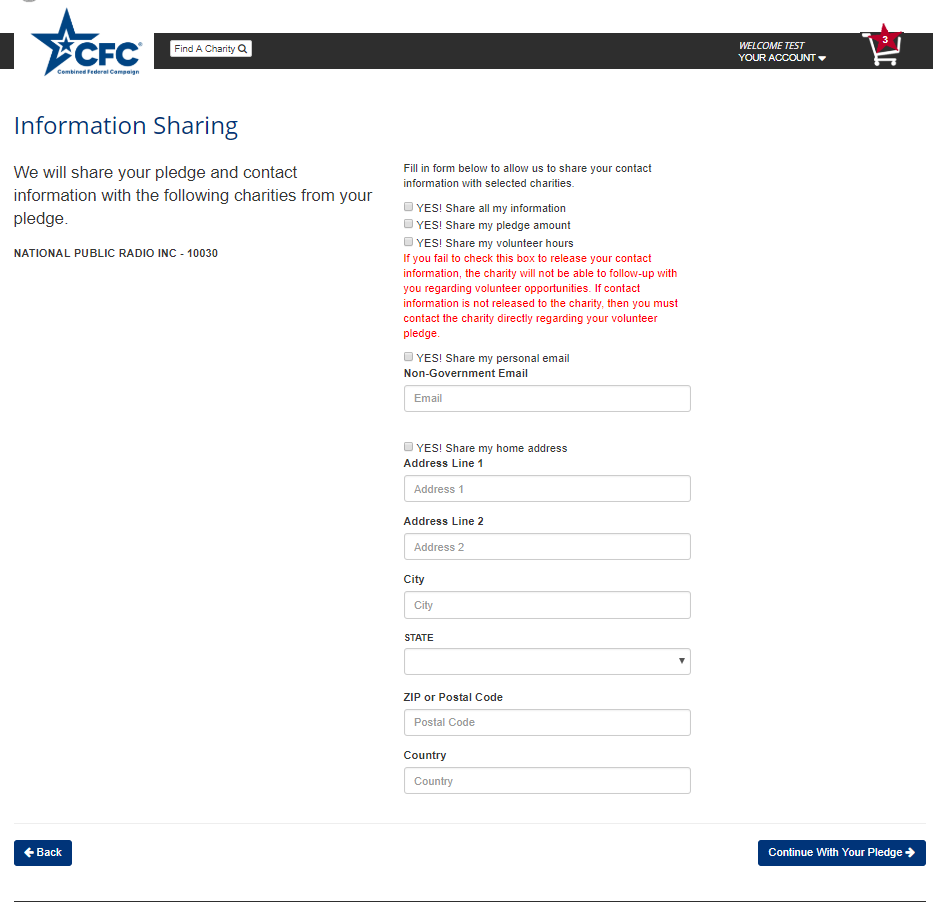 CFC®
Combined Federal Campaign
Find A Charity
WELCOME TEST
YOUR ACCOUNT
3
Information Sharing
We will share your pledge and contact
information with the following charities from your
pledge.
NATIONAL PUBLIC RADIO INC - 10030
Fill in form below to allow us to share your contact
information with selected charities.
YES! Share all my information
YES! Share my pledge amount
YES! Share my volunteer hours
If you fail to check this box to release your contact
information, the charity will not be able to follow-up with
you regarding volunteer opportunities. If contact
information is not released to the charity, then you must
contact the charity directly regarding your volunteer
pledge.
YES! Share my personal email
Non-Government Email
Email
YES! Share my home address
Address Line 1
Address 1
Address Line 2
Address 2
City
City
STATE
ZIP or Postal Code
Postal Code
Country
Country
Back
Continue With Your Pledge